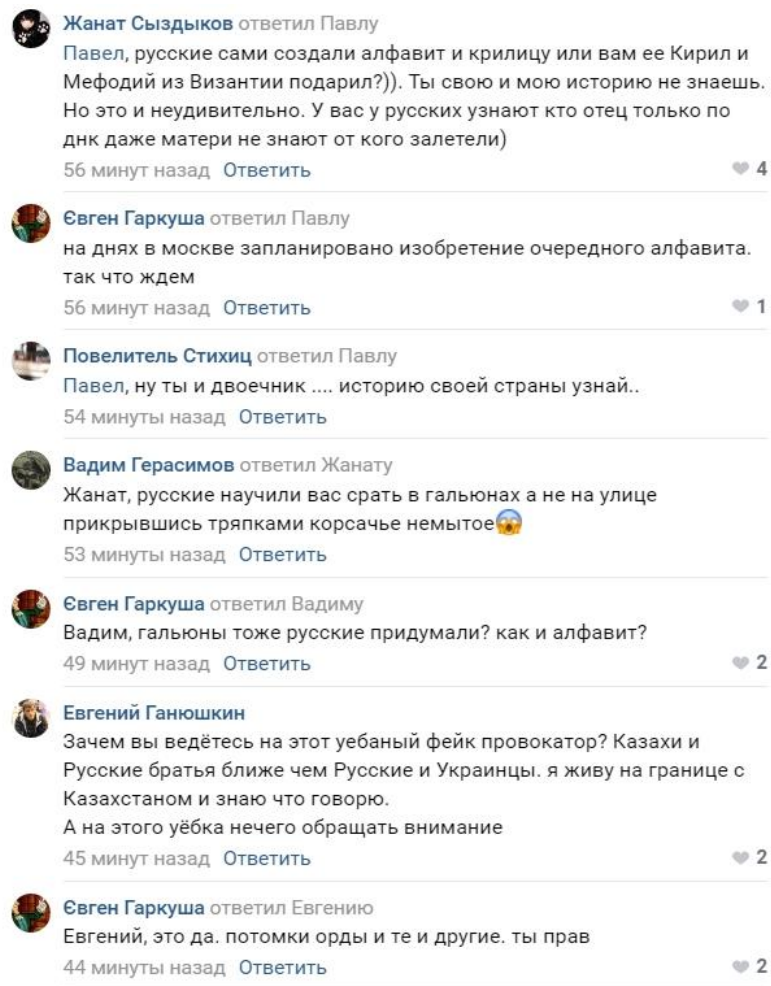 Жанат Сыздыков ответил Павлу
Павел, русские сами создали алфавит и крилицу или вам ее Кирил и
Мефодий из Византии подарил?)). Ты свою и мою историю не знаешь.
Но это и неудивительно. У вас у русских узнают кто отец только по
днк даже матери не знают от кого залетели)
56 минут назад Ответить 4
Євген Гаркуша ответил Павлу
на днях в москве запланировано изобретение очередного алфавита.
так что ждем
56 минут назад Ответить 1
Повелитель Стихиц ответил Павлу
Павел, ну ты и двоечник .... историю своей страны узнай..
54 минуты назад Ответить
Вадим Герасимов ответил Жанату
Жанат, русские научили вас срать в гальюнах а не на улице
прикрывшись тряпками корсачье немытое😱
53 минуты назад Ответить
Євген Гаркуша ответил Вадиму
Вадим, гальюны тоже русские придумали? как и алфавит?
49 минут назад Ответить 2
Евгений Ганюшкин
Зачем вы ведётесь на этот уебаный фейк провокатор? Казахи и
Русские братья ближе чем Русские и Украинцы. я живу на границе с
Казахстаном и знаю что говорю.
А на этого уёбка нечего обращать внимание
45 минут назад Ответить 2
Євген Гаркуша ответил Евгению
Евгений, это да. потомки орды и те и другие. ты прав
44 минуты назад Ответить 2